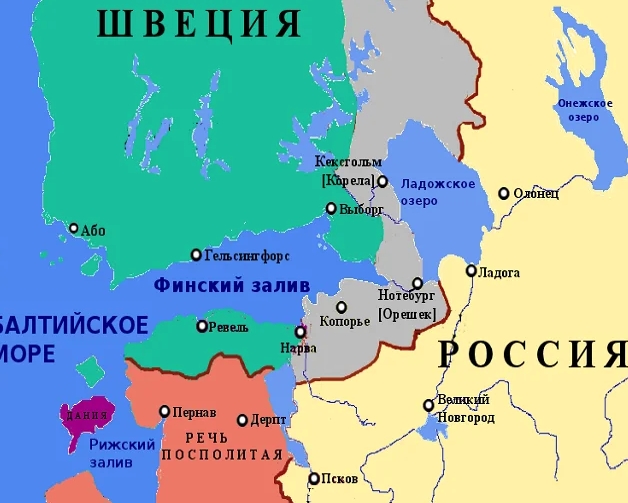 ШВЕЦИЯ
Онежское
озеро
Кексгольм
[Корела]
Ладожское
озеро
Олонец
Выборг
Або
Гельсингфорс
Ладога
Финский залив
Нотебург
[Орешек]
БАЛТИЙСКОЕ
МОРЕ
Ревель
Копорье
Нарва
РОССИЯ
ДАНИЯ
Пернав
Дерпт
Великий
Новгород
Рижский
залив
РЕЧЬ
ПОСПОЛИТАЯ
Псков